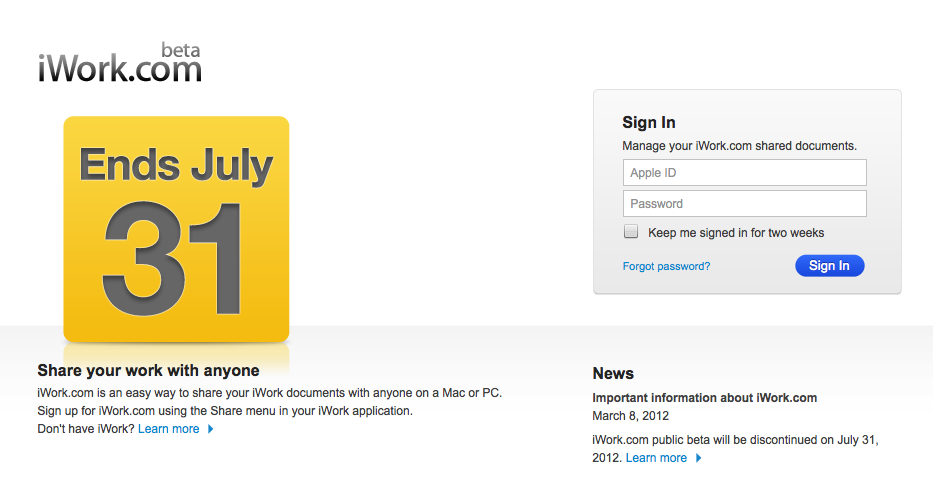 beta
iWork.com
Ends July
31
Sign In
Manage your iWork.com shared documents.
Apple ID
Password
Keep me signed in for two weeks
Forgot password?
Sign In
Share your work with anyone
iWork.com is an easy way to share your iWork documents with anyone on a Mac or PC.
Sign up for iWork.com using the Share menu in your iWork application.
Don't have iWork? Learn more
News
Important information about iWork.com
March 8, 2012
iWork.com public beta will be discontinued on July 31,
2012. Learn more